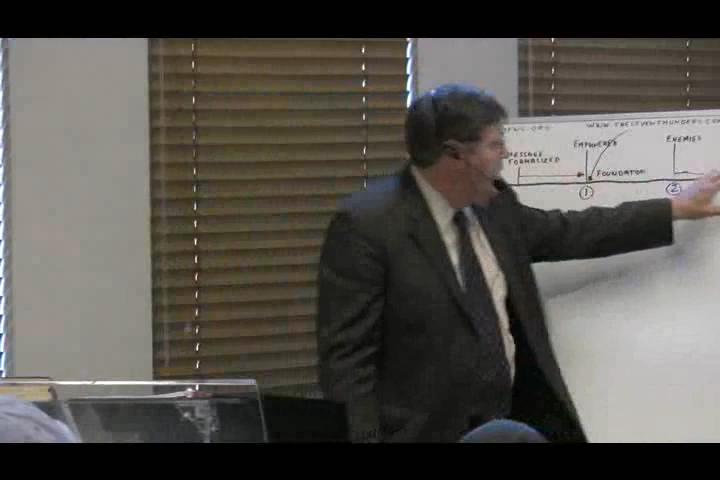 WWW.THESEVENTHUNDERS.COM
MESSAGE
FORMALIZED
EMPOWERED
FOUNDATION
ENEMIES
1
2